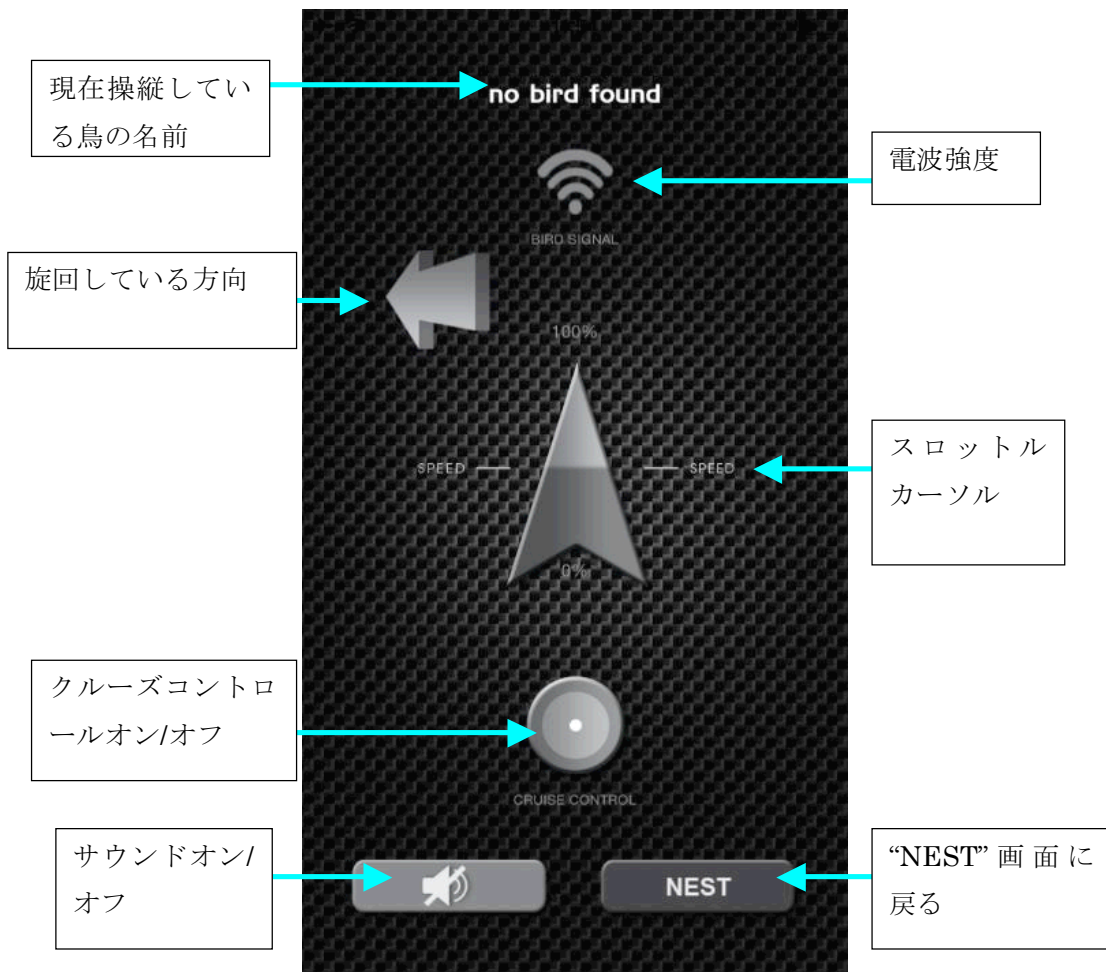 現在操縦してい
る鳥の名前
no bird found
電波強度
BIRD SIGNAL
旋回している方向
100%
スロットル
カーソル
SPEED
SPEED
0%
クルーズコントロ
ールオン/オフ
CRUISE CONTROL
サウンドオン/
オフ
NEST
“NEST”画面に
戻る